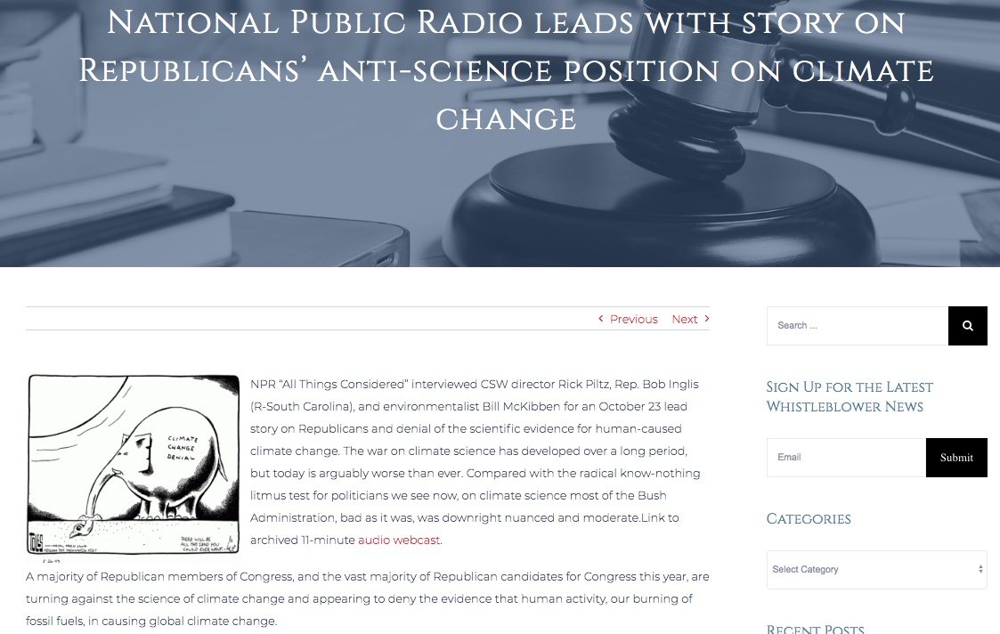 National Public Radio leads with story on
Republicans’ anti-science position on climate
change
Previous Next
Search ...
Sign Up for the Latest
Whistleblower News
Email
Submit
Categories
Select Category
Recent Posts
CLIMATE
CHANGE
DENIAL
TOLES
THERE WILL BE
ALL THE SAND YOU
COULD EVER WANT
NPR “All Things Considered” interviewed CSW director Rick Piltz, Rep. Bob Inglis
(R-South Carolina), and environmentalist Bill McKibben for an October 23 lead
story on Republicans and denial of the scientific evidence for human-caused
climate change. The war on climate science has developed over a long period,
but today is arguably worse than ever. Compared with the radical know-nothing
litmus test for politicians we see now, on climate science most of the Bush
Administration, bad as it was, was downright nuanced and moderate.Link to
archived 11-minute audio webcast.
A majority of Republican members of Congress, and the vast majority of Republican candidates for Congress this year, are
turning against the science of climate change and appearing to deny the evidence that human activity, our burning of
fossil fuels, in causing global climate change.